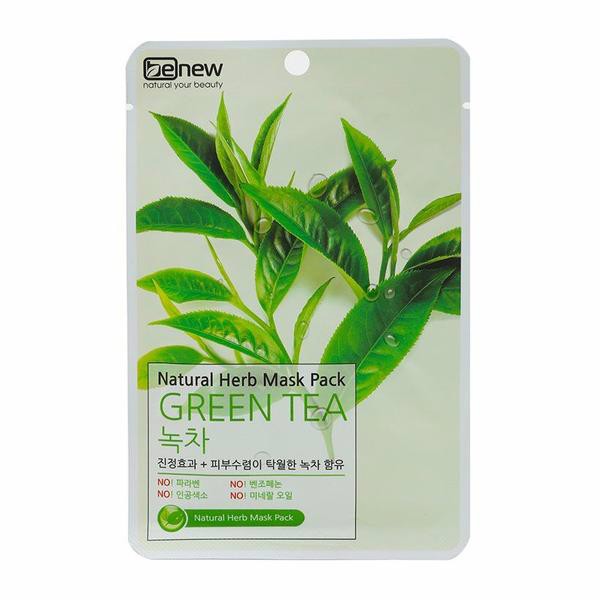 benew
natural your beauty
Natural Herb Mask Pack
GREEN TEA
녹차
진정효과 + 피부수렴이 탁월한 녹차 함유
NO! 파라벤 NO! 벤조페논
NO! 인공색소 NO! 미네랄 오일
Natural Herb Mask Pack